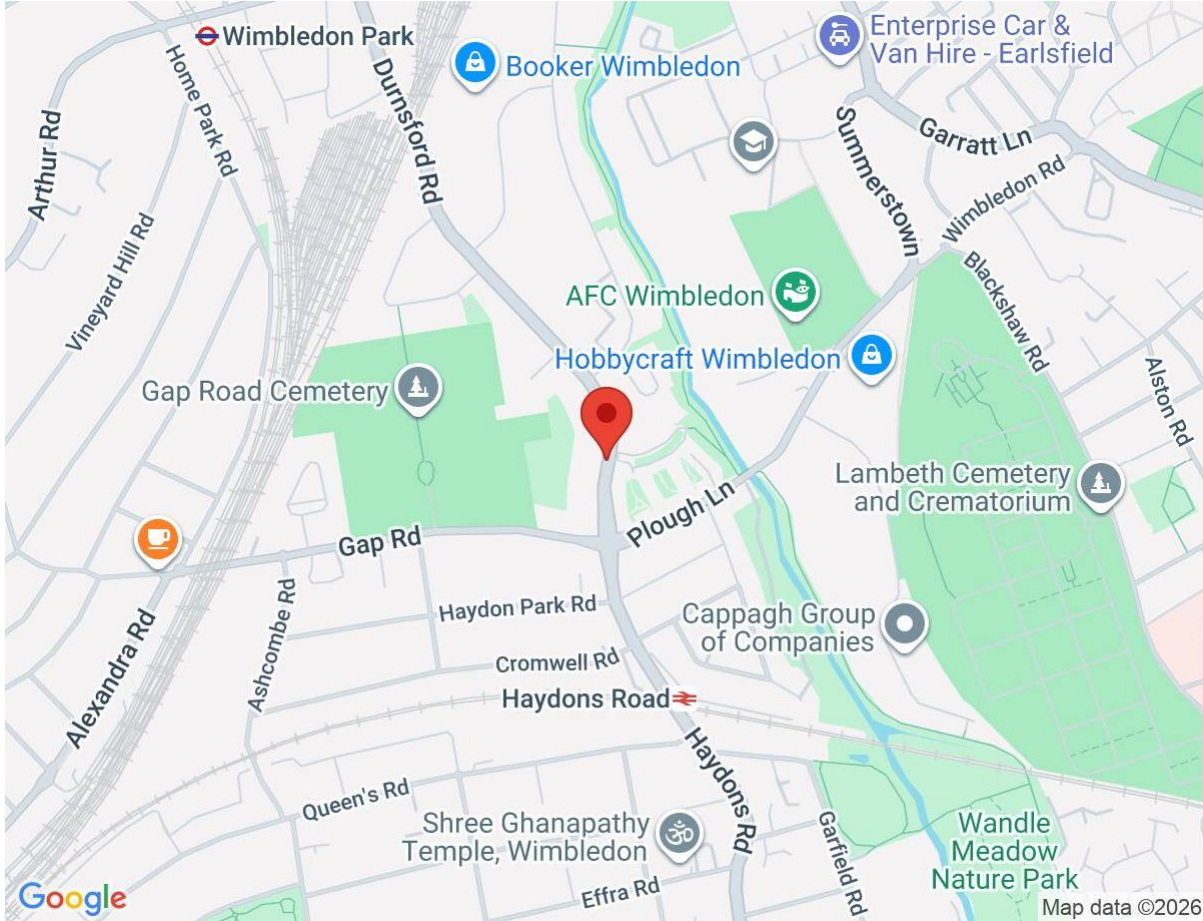 Wimbledon Park
Booker Wimbledon
Enterprise Car &
Van Hire - Earlsfield
Home Park Rd
Durnsford Rd
Arthur Rd
Summerstown
Garratt Ln
Wimbledon Rd
Vineyard Hill Rd
AFC Wimbledon
Blackshaw Rd
Hobbycraft Wimbledon
Alston Rd
Gap Road Cemetery
Lambeth Cemetery
and Crematorium
Plough Ln
Gap Rd
Haydon Park Rd
Ashcombe Rd
Cappagh Group
of Companies
Alexandra Rd
Cromwell Rd
Haydons Road
Haydons Rd
Queen's Rd
Shree Ghanapathy
Temple, Wimbledon
Garfield Rd
Wandle
Meadow
Nature Park
Effra Rd
Google
Map data ©2026